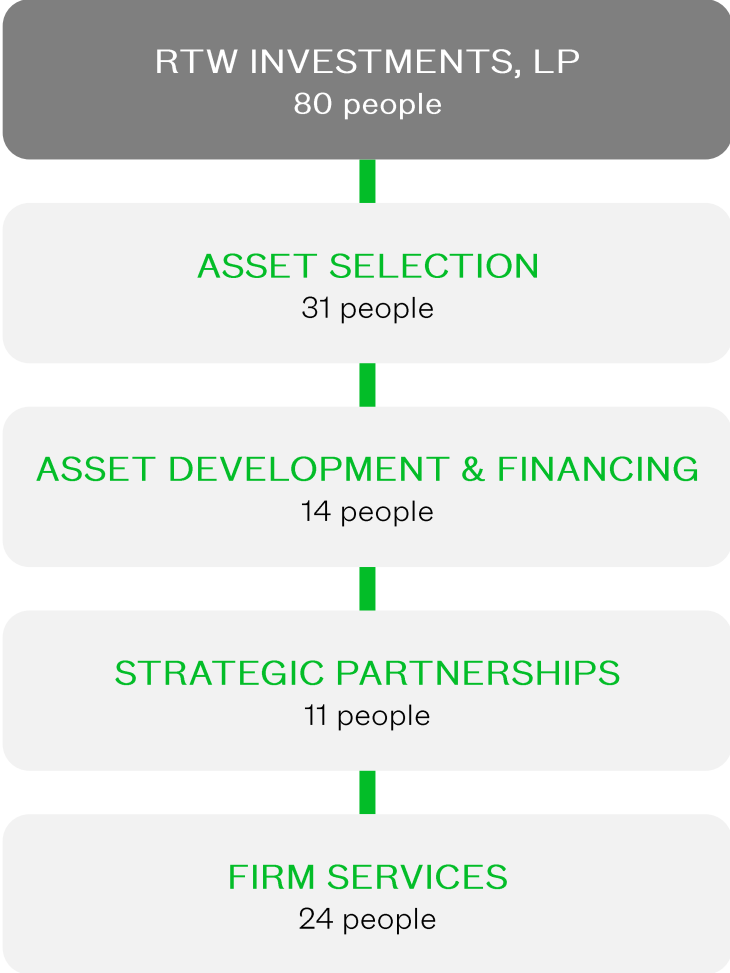 RTW INVESTMENTS, LP
80 people
ASSET SELECTION
31 people
ASSET DEVELOPMENT & FINANCING
14 people
STRATEGIC PARTNERSHIPS
11 people
FIRM SERVICES
24 people